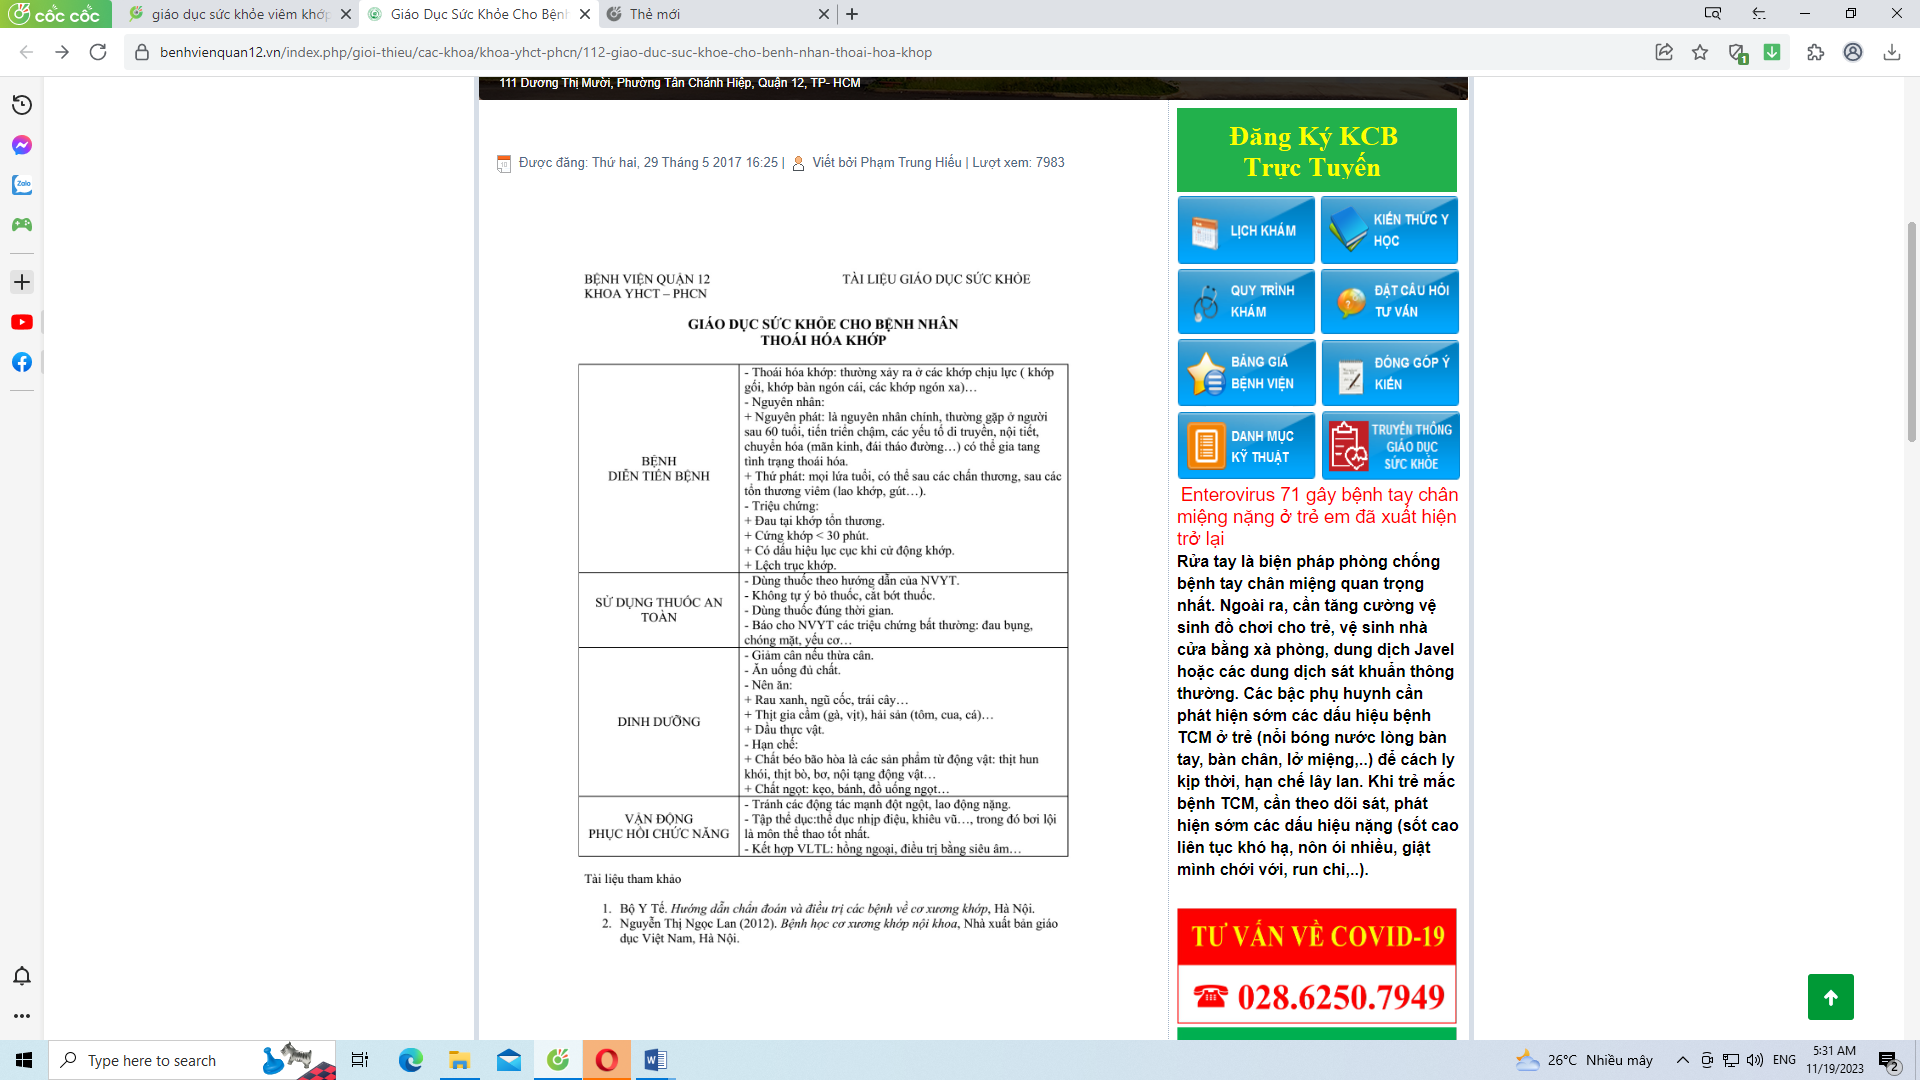 cốc cốc
giáo dục sức khỏe viêm khớp
Giáo Dục Sức Khỏe Cho Bệnh
Thẻ mới
benhvienquan12.vn/index.php/gioi-thieu/cac-khoa/khoa-yhct-phcn/112-giao-duc-suc-khoe-cho-benh-nhan-thoai-hoa-khop
1
Zalo
111 Dương Thị Mười, Phường Tân Chánh Hiệp, Quận 12, TP- HCM
Được đăng: Thứ hai, 29 Tháng 5 2017 16:25 | Viết bởi Phạm Trung Hiếu | Lượt xem: 7983
BỆNH VIỆN QUẬN 12
TÀI LIỆU GIÁO DỤC SỨC KHỎE
KHOA YHCT – PHCN
GIÁO DỤC SỨC KHỎE CHO BỆNH NHÂN
THOÁI HÓA KHỚP
BỆNH
DIỄN TIẾN BỆNH
- Thoái hóa khớp: thường xảy ra ở các khớp chịu lực ( khớp
gối, khớp bàn ngón cái, các khớp ngón xa)…
- Nguyên nhân:
+ Nguyên phát: là nguyên nhân chính, thường gặp ở người
sau 60 tuổi, tiến triển chậm, các yếu tố di truyền, nội tiết,
chuyển hóa (mãn kinh, đái tháo đường…) có thể gia tang
tình trạng thoái hóa.
+ Thứ phát: mọi lứa tuổi, có thể sau các chấn thương, sau các
tổn thương viêm (lao khớp, gút…).
- Triệu chứng:
+ Đau tại khớp tổn thương.
+ Cứng khớp < 30 phút.
+ Có dấu hiệu lục cục khi cử động khớp.
+ Lệch trục khớp.
SỬ DỤNG THUỐC AN
TOÀN
- Dùng thuốc theo hướng dẫn của NVYT.
- Không tự ý bỏ thuốc, cắt bớt thuốc.
- Dùng thuốc đúng thời gian.
- Báo cho NVYT các triệu chứng bất thường: đau bụng,
chóng mặt, yếu cơ…
DINH DƯỠNG
- Giảm cân nếu thừa cân.
- Ăn uống đủ chất.
- Nên ăn:
+ Rau xanh, ngũ cốc, trái cây…
+ Thịt gia cầm (gà, vịt), hải sản (tôm, cua, cá)…
+ Dầu thực vật.
- Hạn chế:
+ Chất béo bão hòa là các sản phẩm từ động vật: thịt hun
khói, thịt bò, bơ, nội tạng động vật…
+ Chất ngọt: kẹo, bánh, đồ uống ngọt…
VẬN ĐỘNG
PHỤC HỒI CHỨC NĂNG
- Tránh các động tác mạnh đột ngột, lao động nặng.
- Tập thể dục:thể dục nhịp điệu, khiêu vũ…, trong đó bơi lội
là môn thể thao tốt nhất.
- Kết hợp VLTL: hồng ngoại, điều trị bằng siêu âm…
Tài liệu tham khảo
1. Bộ Y Tế. Hướng dẫn chẩn đoán và điều trị các bệnh về cơ xương khớp, Hà Nội.
2. Nguyễn Thị Ngọc Lan (2012). Bệnh học cơ xương khớp nội khoa, Nhà xuất bản giáo
dục Việt Nam, Hà Nội.
Đăng Ký KCB
Trực Tuyến
LỊCH KHÁM
KIẾN THỨC Y
HỌC
QUY TRÌNH
KHÁM
ĐẶT CÂU HỎI
TƯ VẤN
BẢNG GIÁ
BỆNH VIỆN
ĐÓNG GÓP Ý
KIẾN
DANH MỤC
KỸ THUẬT
TRUYỀN THÔNG
GIÁO DỤC
SỨC KHỎE
Enterovirus 71 gây bệnh tay chân
miệng nặng ở trẻ em đã xuất hiện
trở lại
Rửa tay là biện pháp phòng chống
bệnh tay chân miệng quan trọng
nhất. Ngoài ra, cần tăng cường vệ
sinh đồ chơi cho trẻ, vệ sinh nhà
cửa bằng xà phòng, dung dịch Javel
hoặc các dung dịch sát khuẩn thông
thường. Các bậc phụ huynh cần
phát hiện sớm các dấu hiệu bệnh
TCM ở trẻ (nổi bóng nước lòng bàn
tay, bàn chân, lở miệng,..) để cách ly
kịp thời, hạn chế lây lan. Khi trẻ mắc
bệnh TCM, cần theo dõi sát, phát
hiện sớm các dấu hiệu nặng (sốt cao
liên tục khó hạ, nôn ói nhiều, giật
mình chới với, run chi,..).
TƯ VẤN VỀ COVID-19
028.6250.7949
Type here to search
26°C Nhiều mây
ENG
5:31 AM
11/19/2023
2